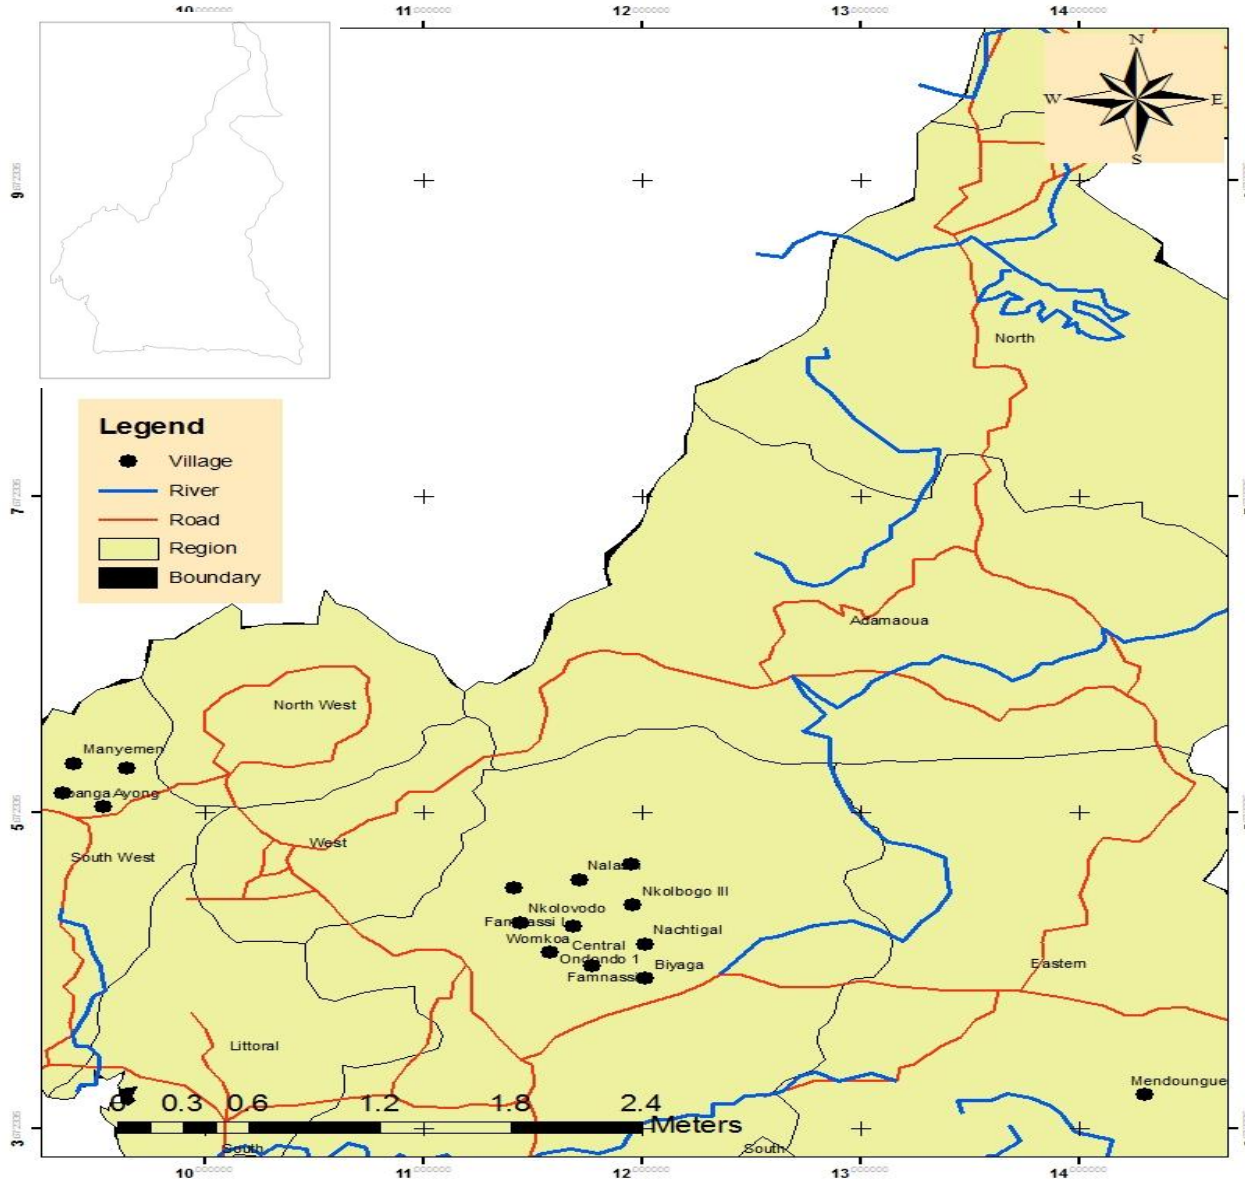 10 11 12 13 14
N
W E
S
9
North
Legend
Village
River
Road
Region
Boundary
7
Adamaoua
North West
Manyemen
Ayong
5
West
South West
Nkolbogo III
Nkolovodo
Nachtigal
Womkoa
Central
Ondondo 1
Biyaga
Eastern
Littoral
Mendoungue
0 0.3 0.6 1.2 1.8 2.4
Meters
3
South South
10 11 12 13 14